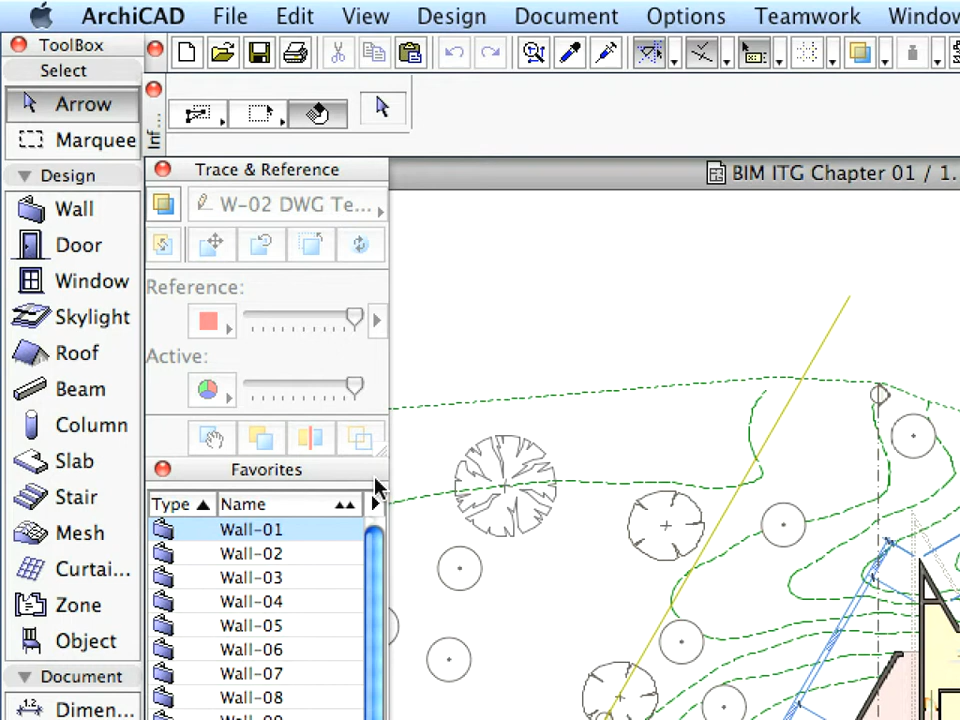 ArchiCAD File Edit View Design Document Options Teamwork Window
ToolBox
Select
Arrow
Marquee
Design
Wall
Door
Window
Skylight
Roof
Beam
Column
Slab
Stair
Mesh
Curtai...
Zone
Object
Document
Dimen...
Inf...
Trace & Reference
W-02 DWG Te...
Reference:
Active:
Favorites
Type Name
Wall-01
Wall-02
Wall-03
Wall-04
Wall-05
Wall-06
Wall-07
Wall-08
BIM ITG Chapter 01 / 1.